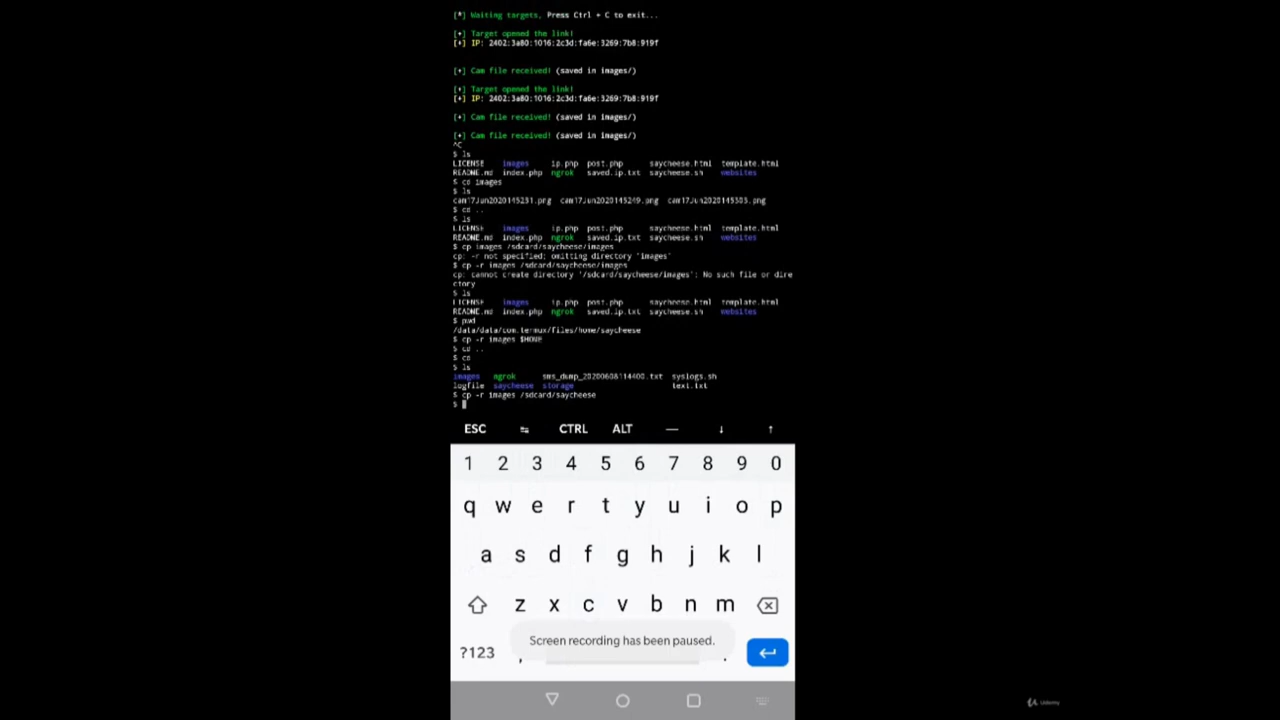 [*] Waiting targets, Press Ctrl + C to exit...
[+] Target opened the link!
[+] IP: 2402:3a80:1016:2c3d:fa6e:3269:7b8:919f
[+] Cam file received! (saved in images/)
[+] Target opened the link!
[+] IP: 2402:3a80:1016:2c3d:fa6e:3269:7b8:919f
[+] Cam file received! (saved in images/)
[+] Cam file received! (saved in images/)
^C
$ ls
LICENSE images ip.php post.php saycheese.html template.html
README.md index.php ngrok saved.ip.txt saycheese.sh websites
$ cd images
$ ls
cam17Jun2020145231.png cam17Jun2020145249.png cam17Jun2020145303.png
$ cd ..
$ ls
LICENSE images ip.php post.php saycheese.html template.html
README.md index.php ngrok saved.ip.txt saycheese.sh websites
$ cp images /sdcard/saycheese/images
cp: -r not specified; omitting directory 'images'
$ cp -r images /sdcard/saycheese/images
cp: cannot create directory '/sdcard/saycheese/images': No such file or dire
ctory
$ ls
LICENSE images ip.php post.php saycheese.html template.html
README.md index.php ngrok saved.ip.txt saycheese.sh websites
$ pwd
/data/data/com.termux/files/home/saycheese
$ cp -r images $HOME
$ cd ..
$ cd
$ ls
images ngrok sms_dump_20200608114400.txt syslogs.sh
logfile saycheese storage text.txt
$ cp -r images /sdcard/saycheese
$
ESC CTRL ALT — ↓ ↑
1 2 3 4 5 6 7 8 9 0
q w e r t y u i o p
a s d f g h j k l
z x c v b n m
Screen recording has been paused.
?123 , .
Udemy